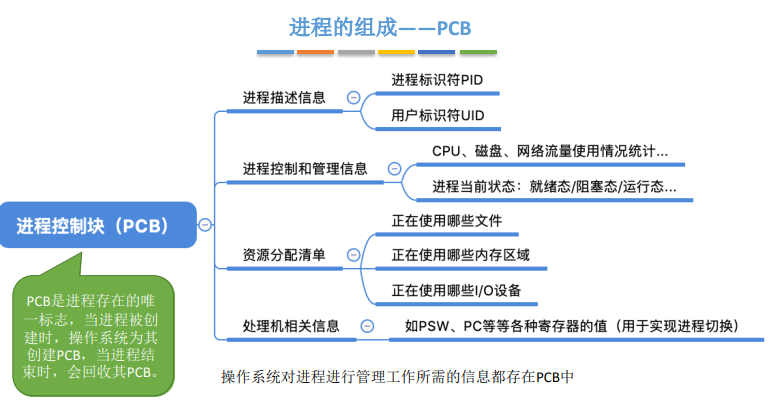 进程的组成——PCB
进程控制块（PCB）
PCB是进程存在的唯
一标志，当进程被创
建时，操作系统为其
创建PCB，当进程结
束时，会回收其PCB。
进程描述信息
进程标识符PID
用户标识符UID
进程控制和管理信息
CPU、磁盘、网络流量使用情况统计...
进程当前状态：就绪态/阻塞态/运行态...
资源分配清单
正在使用哪些文件
正在使用哪些内存区域
正在使用哪些I/O设备
处理机相关信息
如PSW、PC等等各种寄存器的值（用于实现进程切换）
操作系统对进程进行管理工作所需的信息都存在PCB中